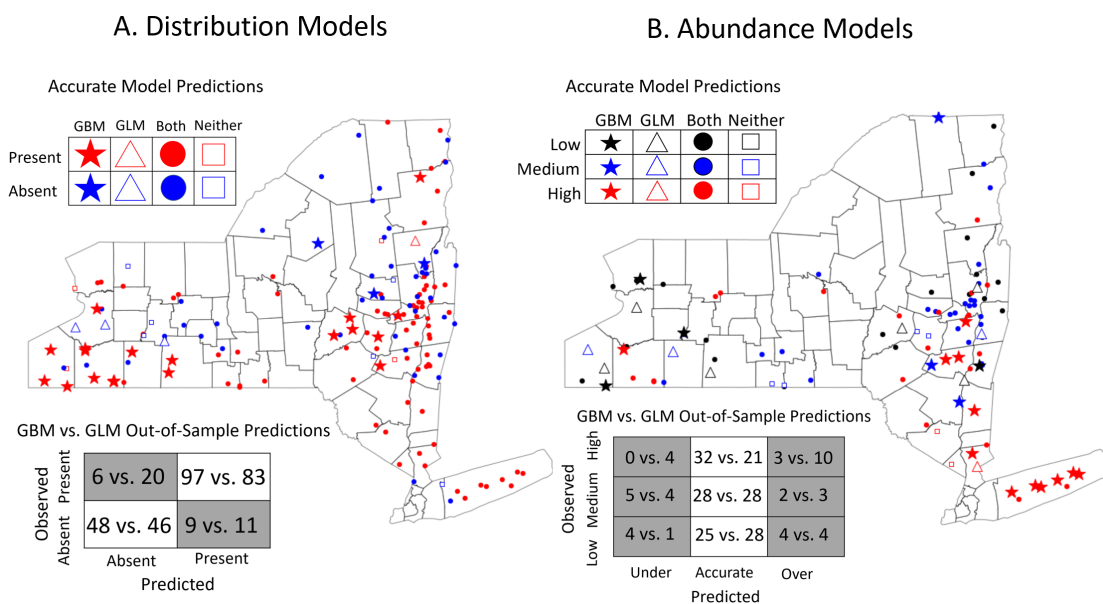 A. Distribution Models
Accurate Model Predictions
GBM GLM Both Neither
Present
Absent
GBM vs. GLM Out-of-Sample Predictions
Observed
Present
Absent
6 vs. 20 97 vs. 83
48 vs. 46 9 vs. 11
Absent Present
Predicted
B. Abundance Models
Accurate Model Predictions
GBM GLM Both Neither
Low
Medium
High
GBM vs. GLM Out-of-Sample Predictions
Observed
High
Medium
Low
0 vs. 4 32 vs. 21 3 vs. 10
5 vs. 4 28 vs. 28 2 vs. 3
4 vs. 1 25 vs. 28 4 vs. 4
Under Accurate Over
Predicted